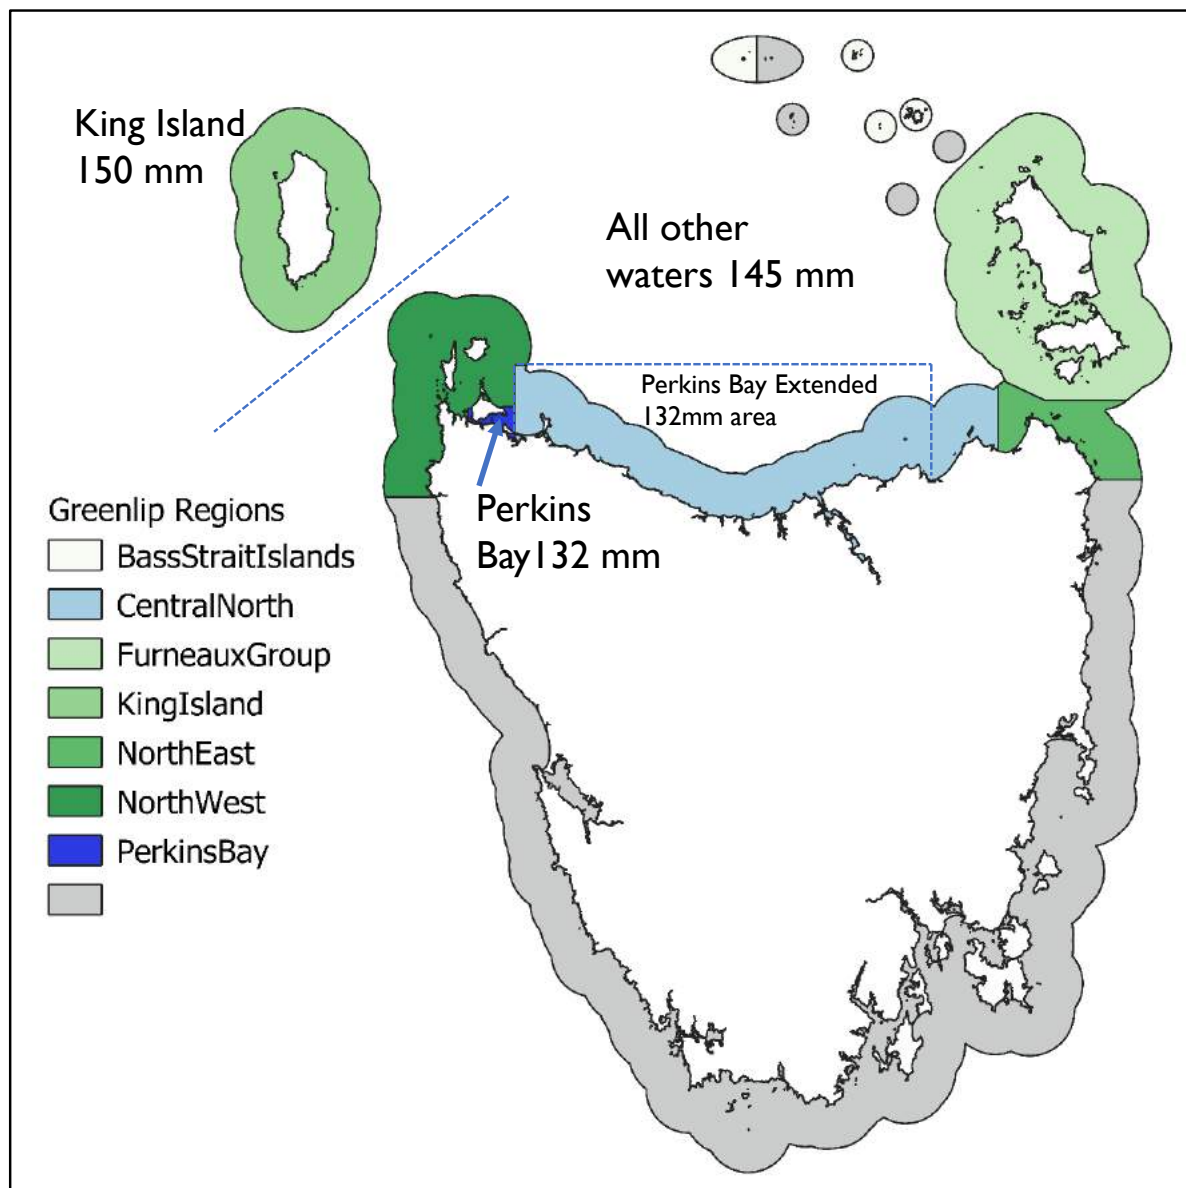 King Island
150 mm
All other
waters 145 mm
Perkins Bay Extended
132mm area
Perkins
Bay132 mm
Greenlip Regions
BassStraitIslands
CentralNorth
FurneauxGroup
KingIsland
NorthEast
NorthWest
PerkinsBay